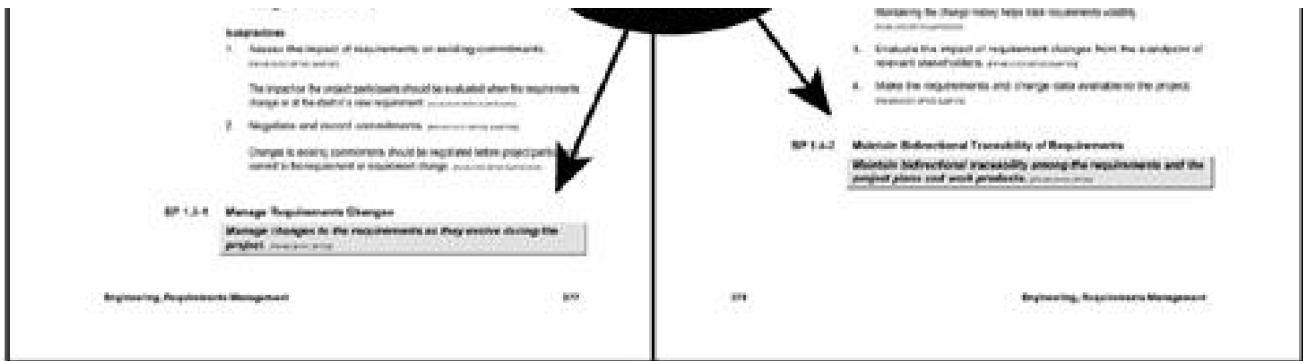 Maintaining the change history helps track requirements volatility.
Subpractices
1. Assess the impact of requirements on existing commitments.
The impact on the project participants should be evaluated when the requirements
change or at the start of a new requirement.
2. Negotiate and record commitments.
Changes to existing commitments should be negotiated before project
commit to the requirement or requirement change.
SP 1.3-1 Manage Requirements Changes
Manage changes to the requirements as they evolve during the
project.
Engineering, Requirements Management 377
3. Evaluate the impact of requirement changes from the standpoint of
relevant stakeholders.
4. Make the requirements and change data available to the project.
SP 1.4-2 Maintain Bidirectional Traceability of Requirements
Maintain bidirectional traceability among the requirements and the
project plans and work products.
378 Engineering, Requirements Management